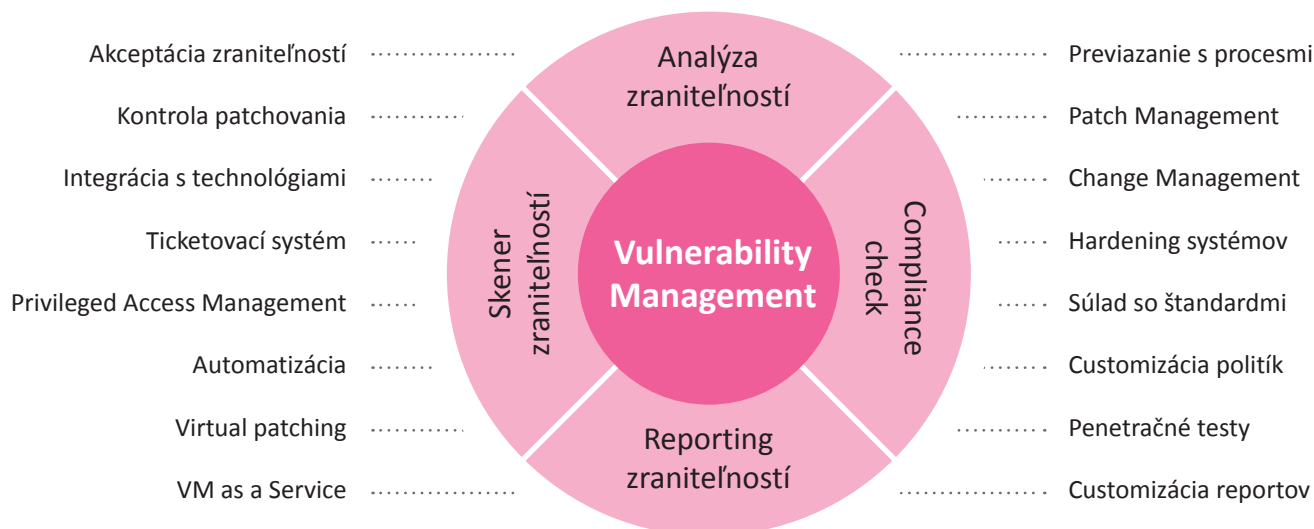 Akceptácia zraniteľností
Kontrola patchovania
Integrácia s technológiami
Ticketovací systém
Privileged Access Management
Automatizácia
Virtual patching
VM as a Service
Analýza
zraniteľností
Skener
zraniteľností
Vulnerability
Management
Compliance
check
Reporting
zraniteľností
Previazanie s procesmi
Patch Management
Change Management
Hardening systémov
Súlad so štandardmi
Customizácia politík
Penetračné testy
Customizácia reportov